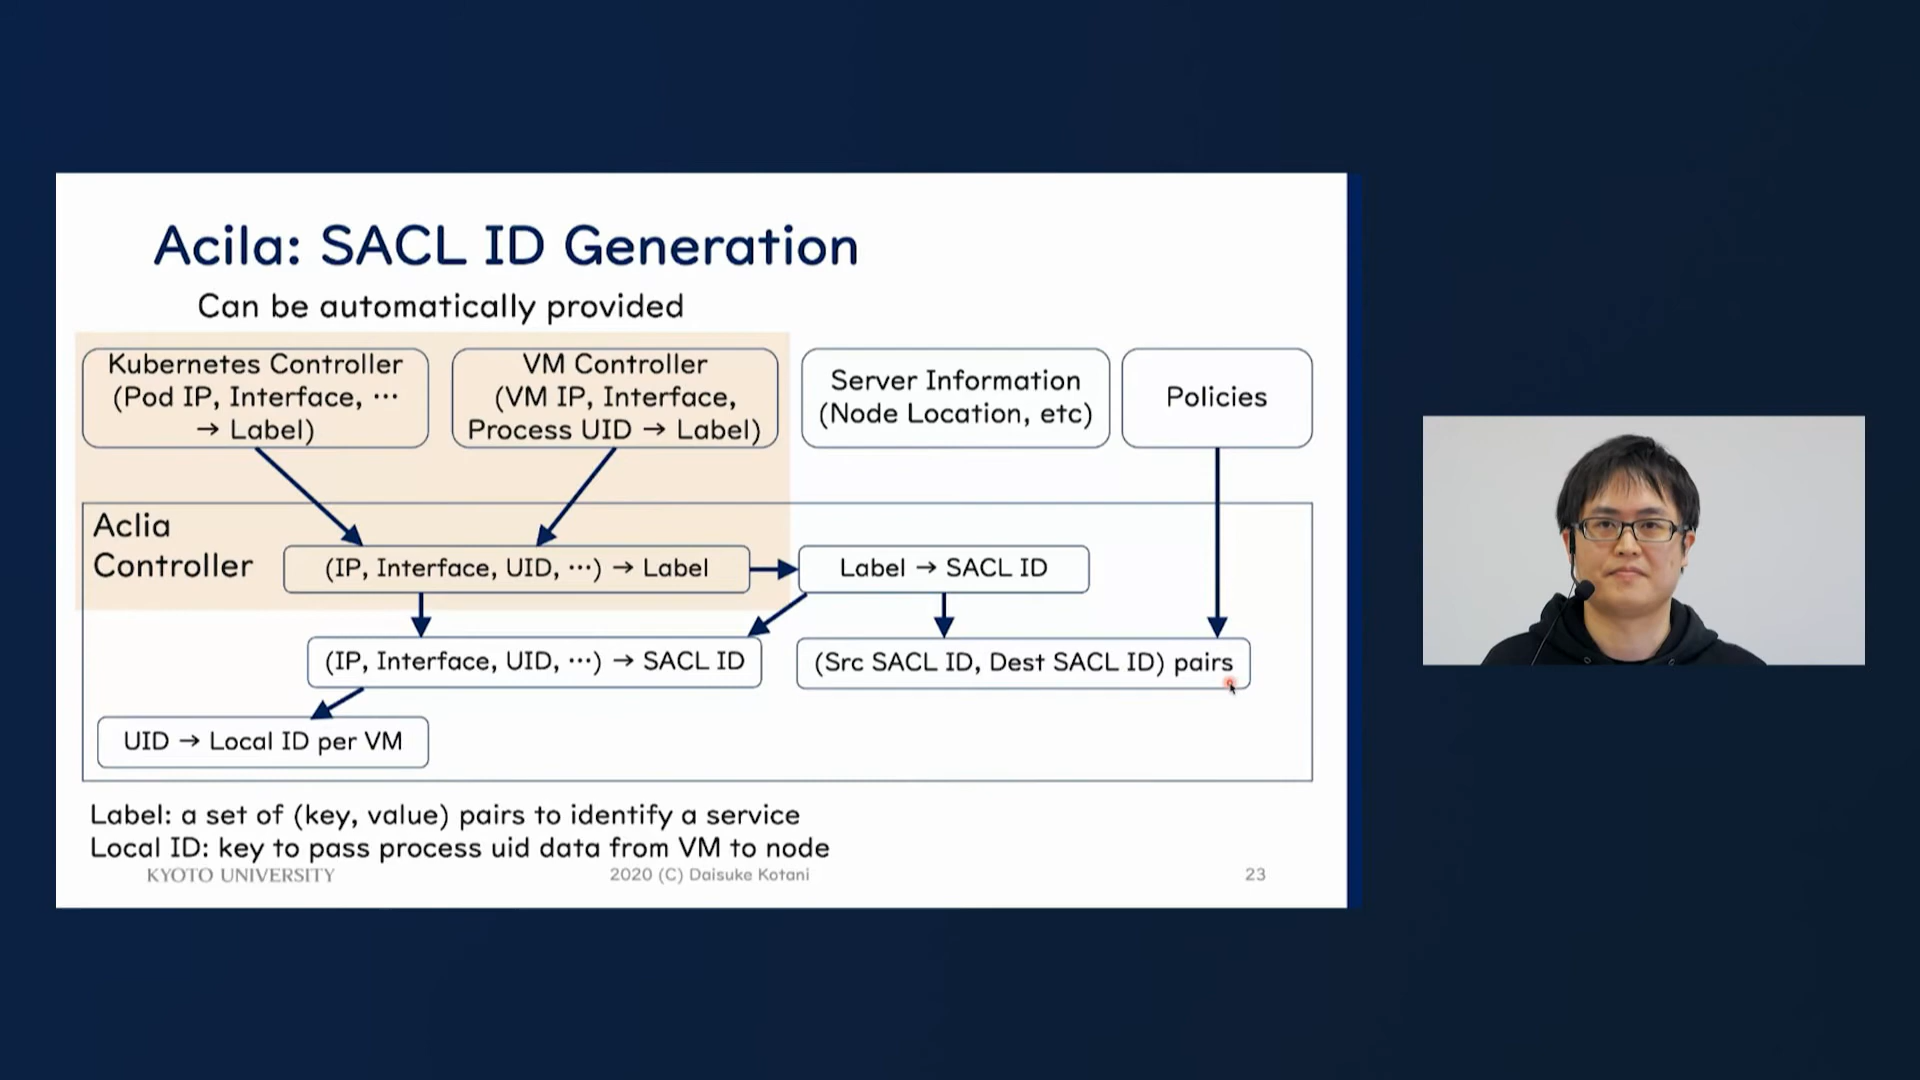 Acila: SACL ID Generation
Can be automatically provided
Kubernetes Controller
(Pod IP, Interface, ⋯
→ Label)
VM Controller
(VM IP, Interface,
Process UID → Label)
Server Information
(Node Location, etc)
Policies
Aclia
Controller
(IP, Interface, UID, ⋯) → Label
Label → SACL ID
(IP, Interface, UID, ⋯) → SACL ID
(Src SACL ID, Dest SACL ID) pairs
UID → Local ID per VM
Label: a set of (key, value) pairs to identify a service
Local ID: key to pass process uid data from VM to node
KYOTO UNIVERSITY
2020 (C) Daisuke Kotani
23